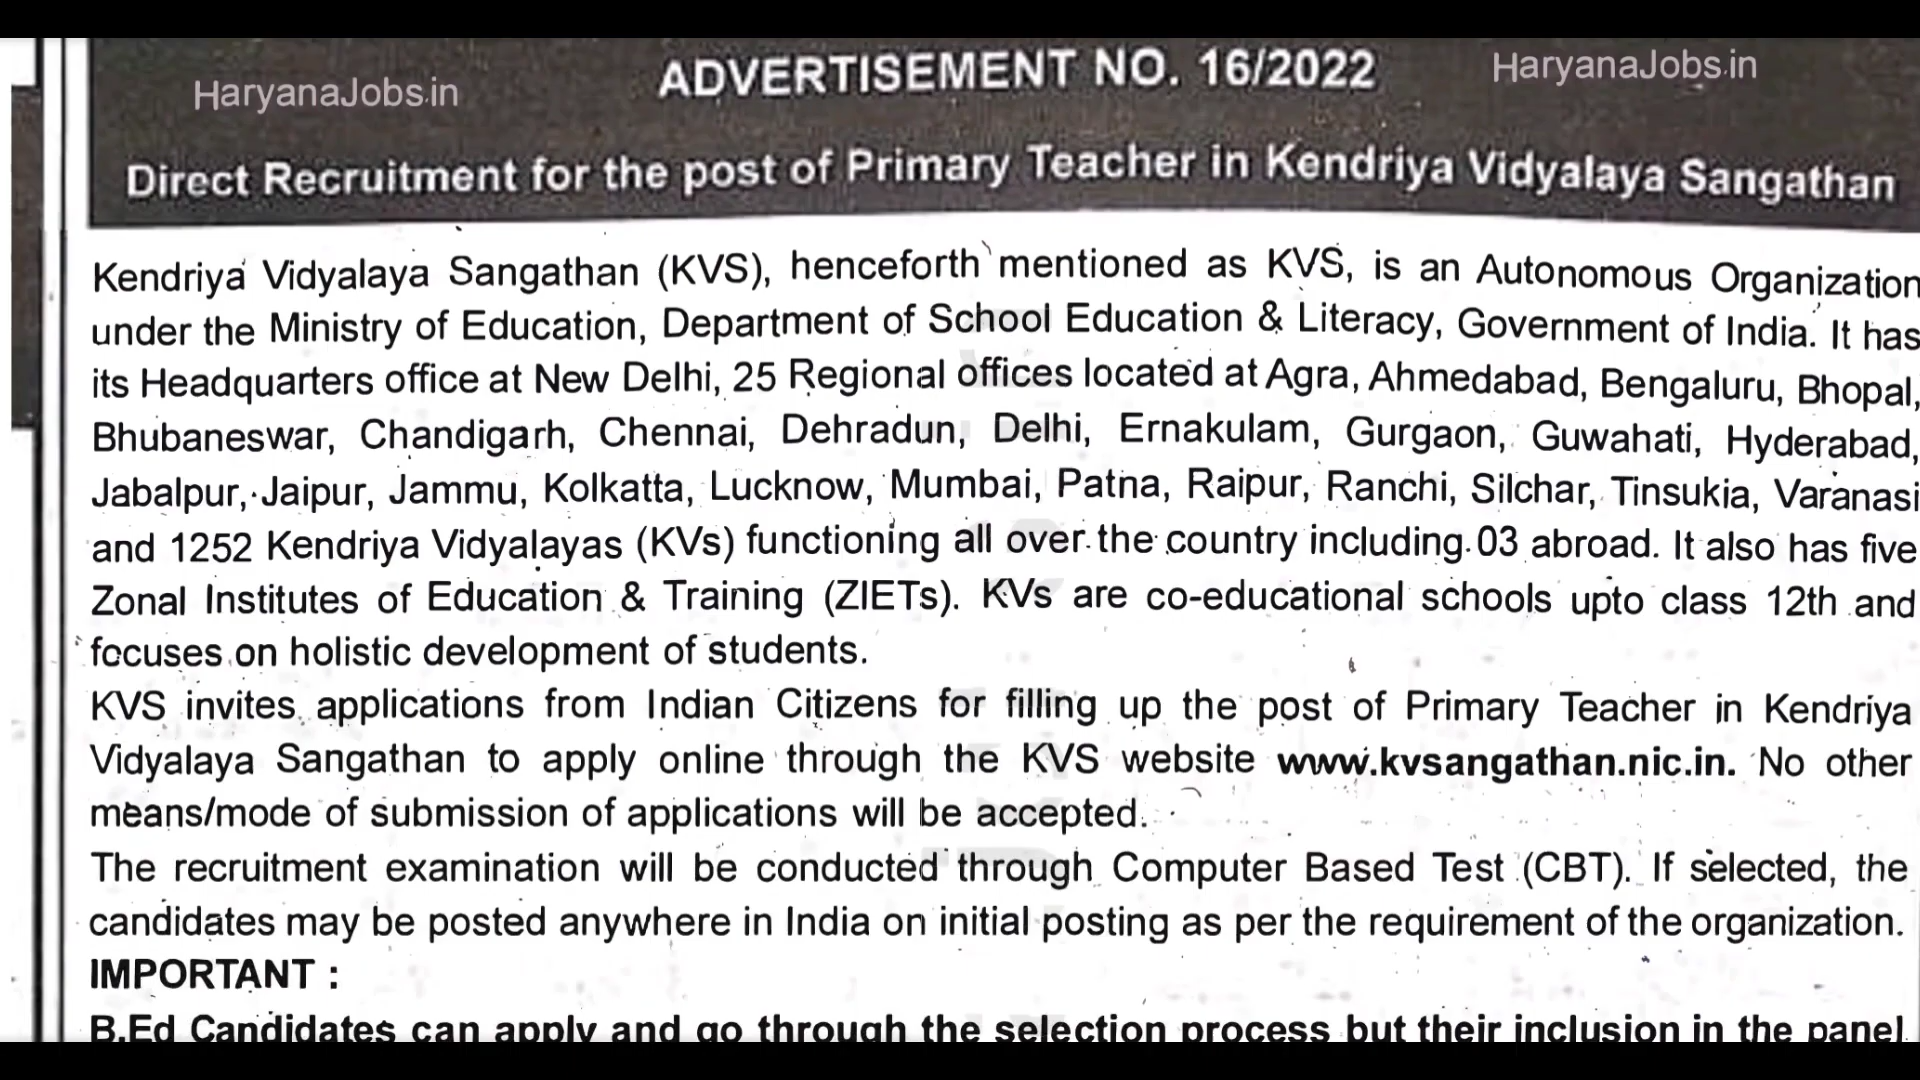 ADVERTISEMENT NO. 16/2022
HaryanaJobs.in
HaryanaJobs.in
Direct Recruitment for the post of Primary Teacher in Kendriya Vidyalaya Sangathan
Kendriya Vidyalaya Sangathan (KVS), henceforth mentioned as KVS, is an Autonomous Organization
under the Ministry of Education, Department of School Education & Literacy, Government of India. It has
its Headquarters office at New Delhi, 25 Regional offices located at Agra, Ahmedabad, Bengaluru, Bhopal,
Bhubaneswar, Chandigarh, Chennai, Dehradun, Delhi, Ernakulam, Gurgaon, Guwahati, Hyderabad,
Jabalpur, Jaipur, Jammu, Kolkatta, Lucknow, Mumbai, Patna, Raipur, Ranchi, Silchar, Tinsukia, Varanasi
and 1252 Kendriya Vidyalayas (KVs) functioning all over the country including 03 abroad. It also has five
Zonal Institutes of Education & Training (ZIETs). KVs are co-educational schools upto class 12th and
focuses on holistic development of students.
KVS invites applications from Indian Citizens for filling up the post of Primary Teacher in Kendriya
Vidyalaya Sangathan to apply online through the KVS website www.kvsangathan.nic.in. No other
means/mode of submission of applications will be accepted.
The recruitment examination will be conducted through Computer Based Test (CBT). If selected, the
candidates may be posted anywhere in India on initial posting as per the requirement of the organization.
IMPORTANT :
B.Ed Candidates can apply and go through the selection process but their inclusion in the panel